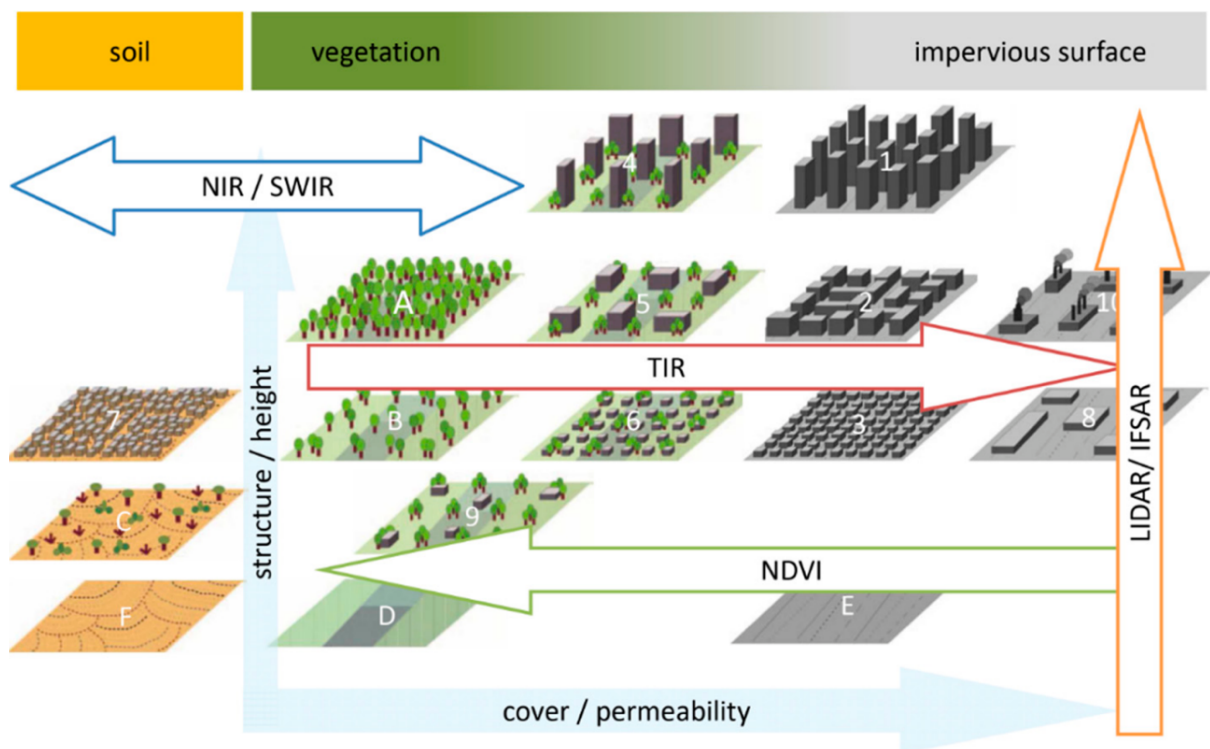 soil
vegetation
impervious surface
NIR / SWIR
4
1
A
5
2
10
TIR
7
B
6
3
8
C
9
structure / height
LIDAR/ IFSAR
NDVI
F
D
E
cover / permeability